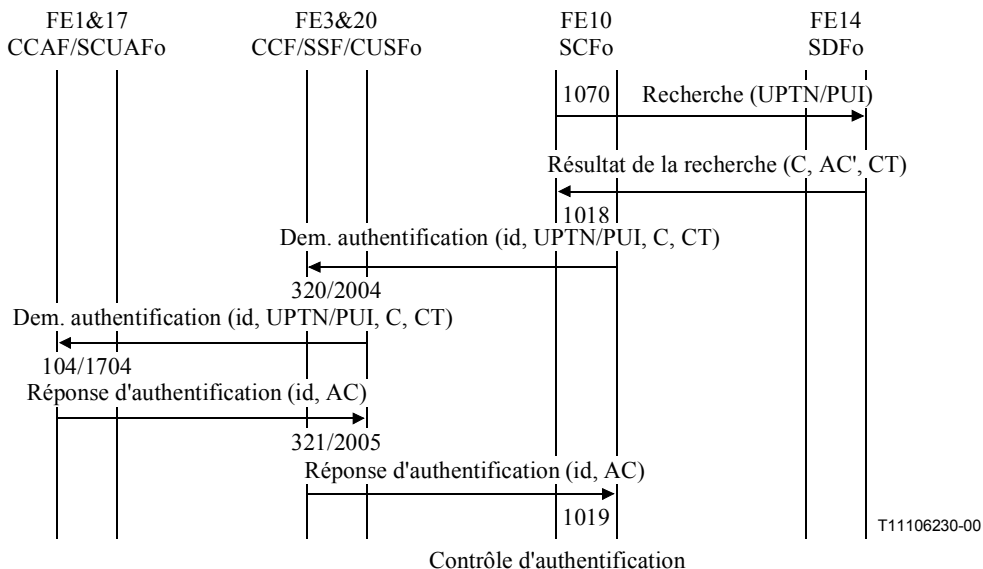 FE1&17 FE3&20 FE10 FE14
CCAF/SCUAFo CCF/SSF/CUSFo SCFo SDFo
1070 Recherche (UPTN/PUI)
Résultat de la recherche (C, AC', CT)
1018
Dem. authentification (id, UPTN/PUI, C, CT)
320/2004
Dem. authentification (id, UPTN/PUI, C, CT)
104/1704
Réponse d'authentification (id, AC)
321/2005
Réponse d'authentification (id, AC)
1019
T11106230-00
Contrôle d'authentification